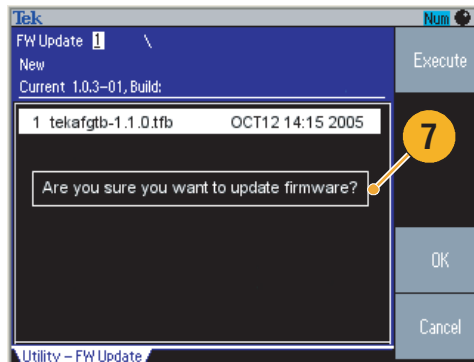 Tek
Num
FW Update 1 \
New
Current 1.0.3–01, Build:
Execute
1 tekafgtb-1.1.0.tfb OCT12 14:15 2005
7
Are you sure you want to update firmware?
OK
Cancel
Utility – FW Update